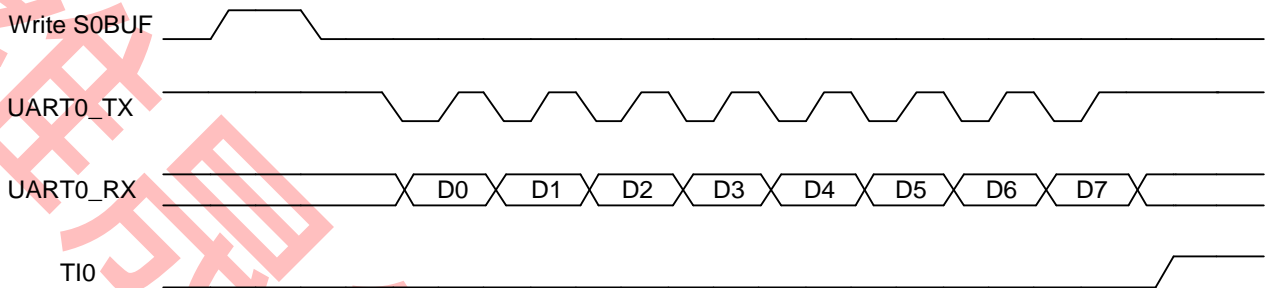 Write S0BUF
UART0_TX
UART0_RX
D0 D1 D2 D3 D4 D5 D6 D7
TI0